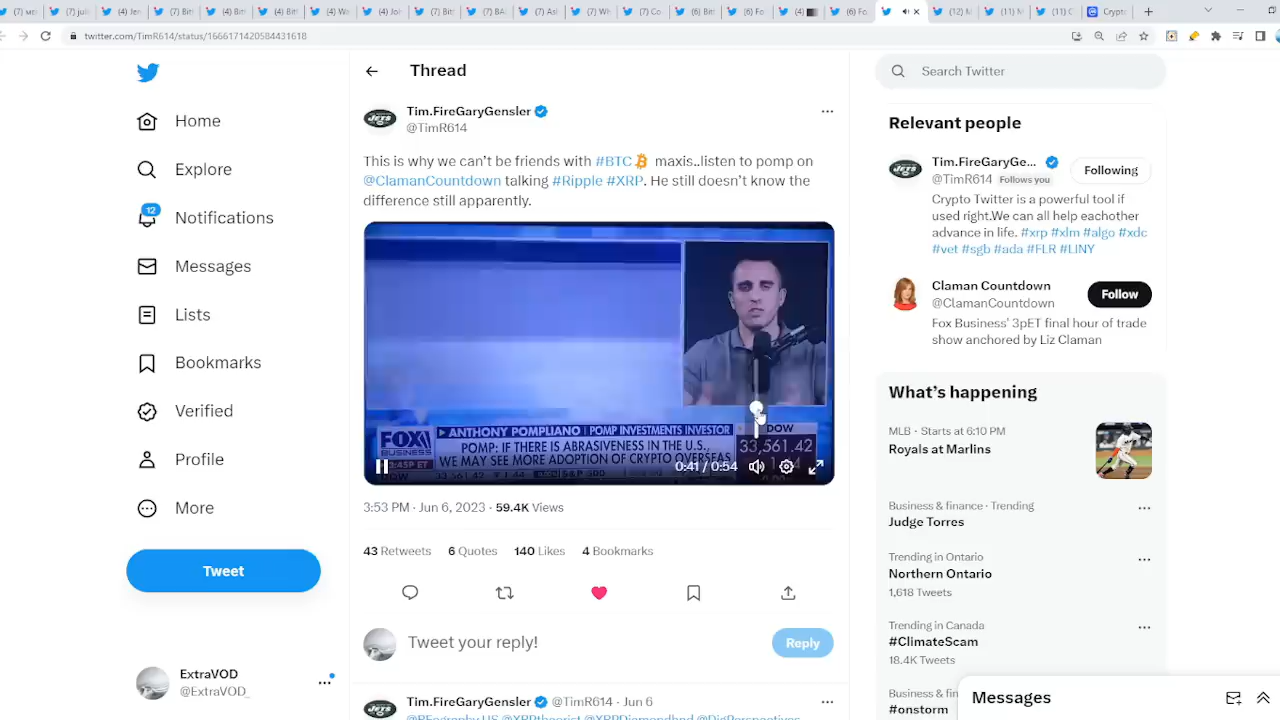 twitter.com/TimR614/status/1666171420584431618
Home
Explore
12
Notifications
Messages
Lists
Bookmarks
Verified
Profile
More
Tweet
ExtraVOD
@ExtraVOD_
Thread
Tim.FireGaryGensler
@TimR614
This is why we can't be friends with #BTC maxis..listen to pomp on
@ClamanCountdown talking #Ripple #XRP. He still doesn't know the
difference still apparently.
FOX
BUSINESS
ANTHONY POMPLIANO | POMP INVESTMENTS INVESTOR
POMP: IF THERE IS ABRASIVENESS IN THE U.S.,
WE MAY SEE MORE ADOPTION OF CRYPTO OVERSEAS
DOW
33,561.42
0:41 / 0:54
3:53 PM · Jun 6, 2023 · 59.4K Views
43 Retweets 6 Quotes 140 Likes 4 Bookmarks
Tweet your reply!
Reply
Tim.FireGaryGensler @TimR614 · Jun 6
Search Twitter
Relevant people
Tim.FireGaryGe...
@TimR614 Follows you
Following
Crypto Twitter is a powerful tool if
used right.We can all help eachother
advance in life. #xrp #xlm #algo #xdc
#vet #sgb #ada #FLR #LINY
Claman Countdown
@ClamanCountdown
Follow
Fox Business' 3pET final hour of trade
show anchored by Liz Claman
What's happening
MLB · Starts at 6:10 PM
Royals at Marlins
Business & finance · Trending
Judge Torres
Trending in Ontario
Northern Ontario
1,618 Tweets
Trending in Canada
#ClimateScam
18.4K Tweets
Business & fin
#onstorm
Messages